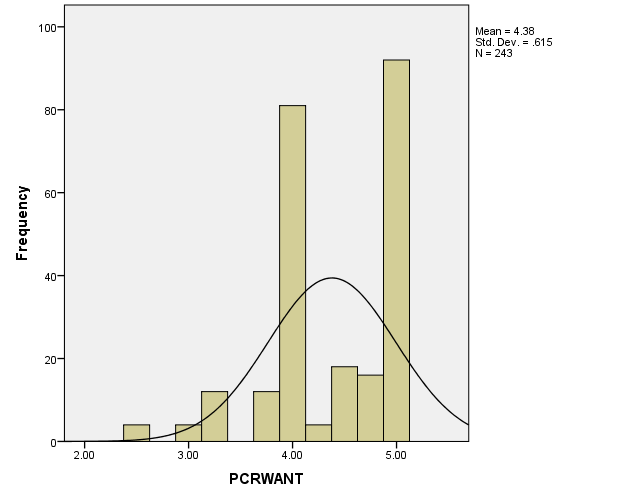 Mean = 4.38
Std. Dev. = .615
N = 243
100
80
60
40
20
0
Frequency
2.00 3.00 4.00 5.00
PCRWANT